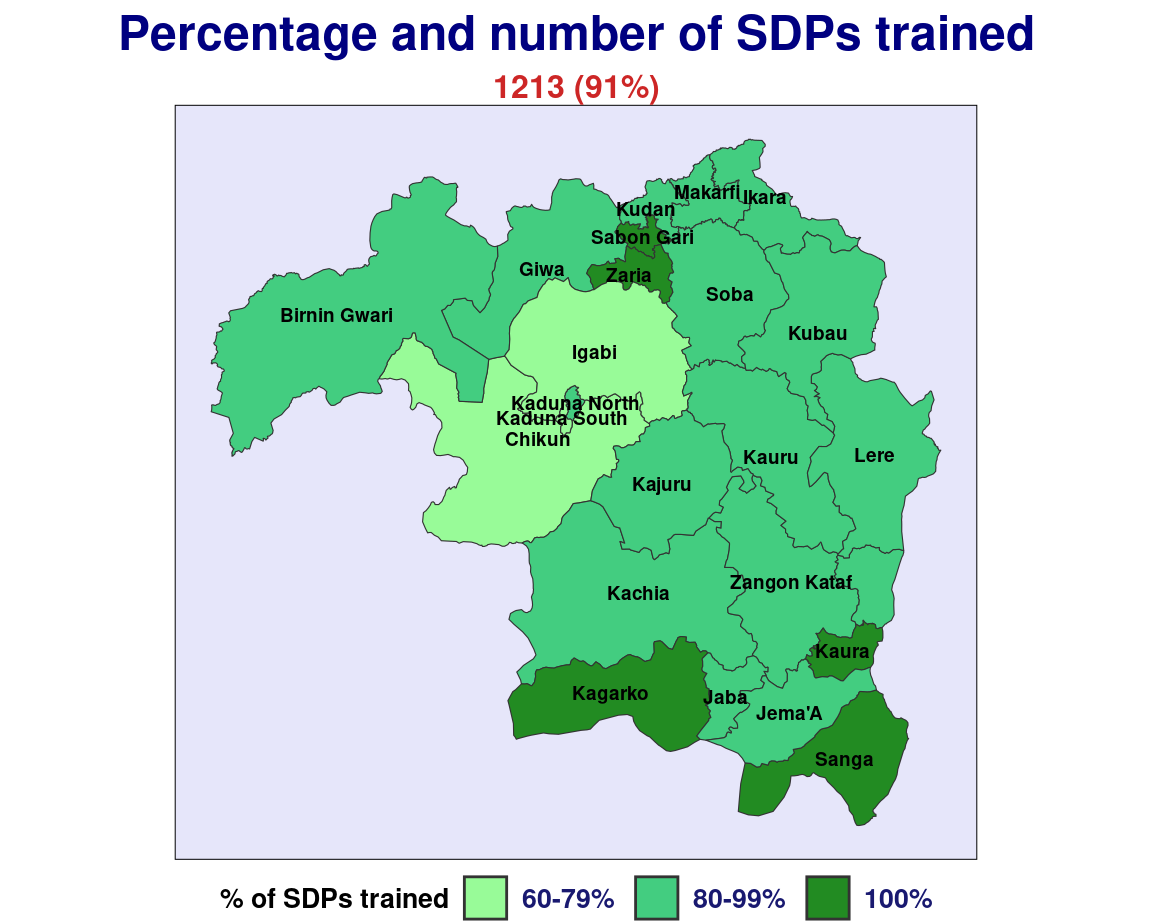 Percentage and number of SDPs trained
1213 (91%)
Makarfi
Ikara
Kudan
Sabon Gari
Giwa
Zaria
Soba
Birnin Gwari
Kubau
Igabi
Kaduna North
Kaduna South
Chikun
Kauru
Lere
Kajuru
Zangon Kataf
Kachia
Kaura
Kagarko
Jaba
Jema'A
Sanga
% of SDPs trained 60-79% 80-99% 100%